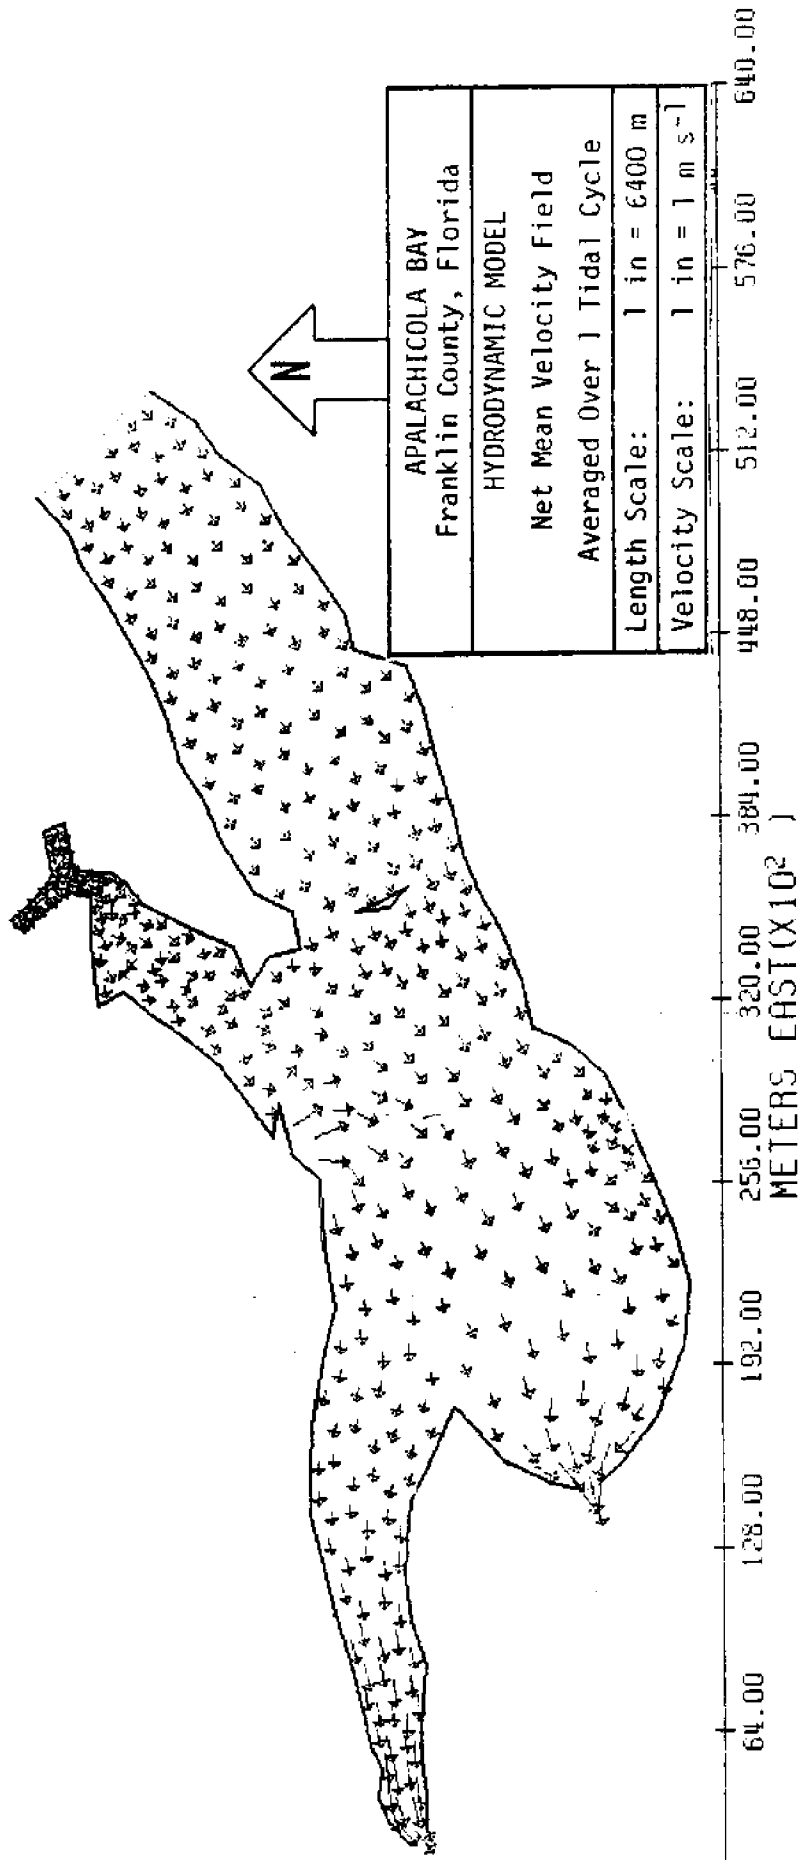 N
APALACHICOLA BAY
Franklin County, Florida
HYDRODYNAMIC MODEL
Net Mean Velocity Field
Averaged Over 1 Tidal Cycle
Length Scale: 1 in = 6400 m
Velocity Scale: 1 in = 1 m s⁻¹
64.00 128.00 192.00 256.00 320.00 384.00 448.00 512.00 576.00 640.00
METERS EAST(X10² )